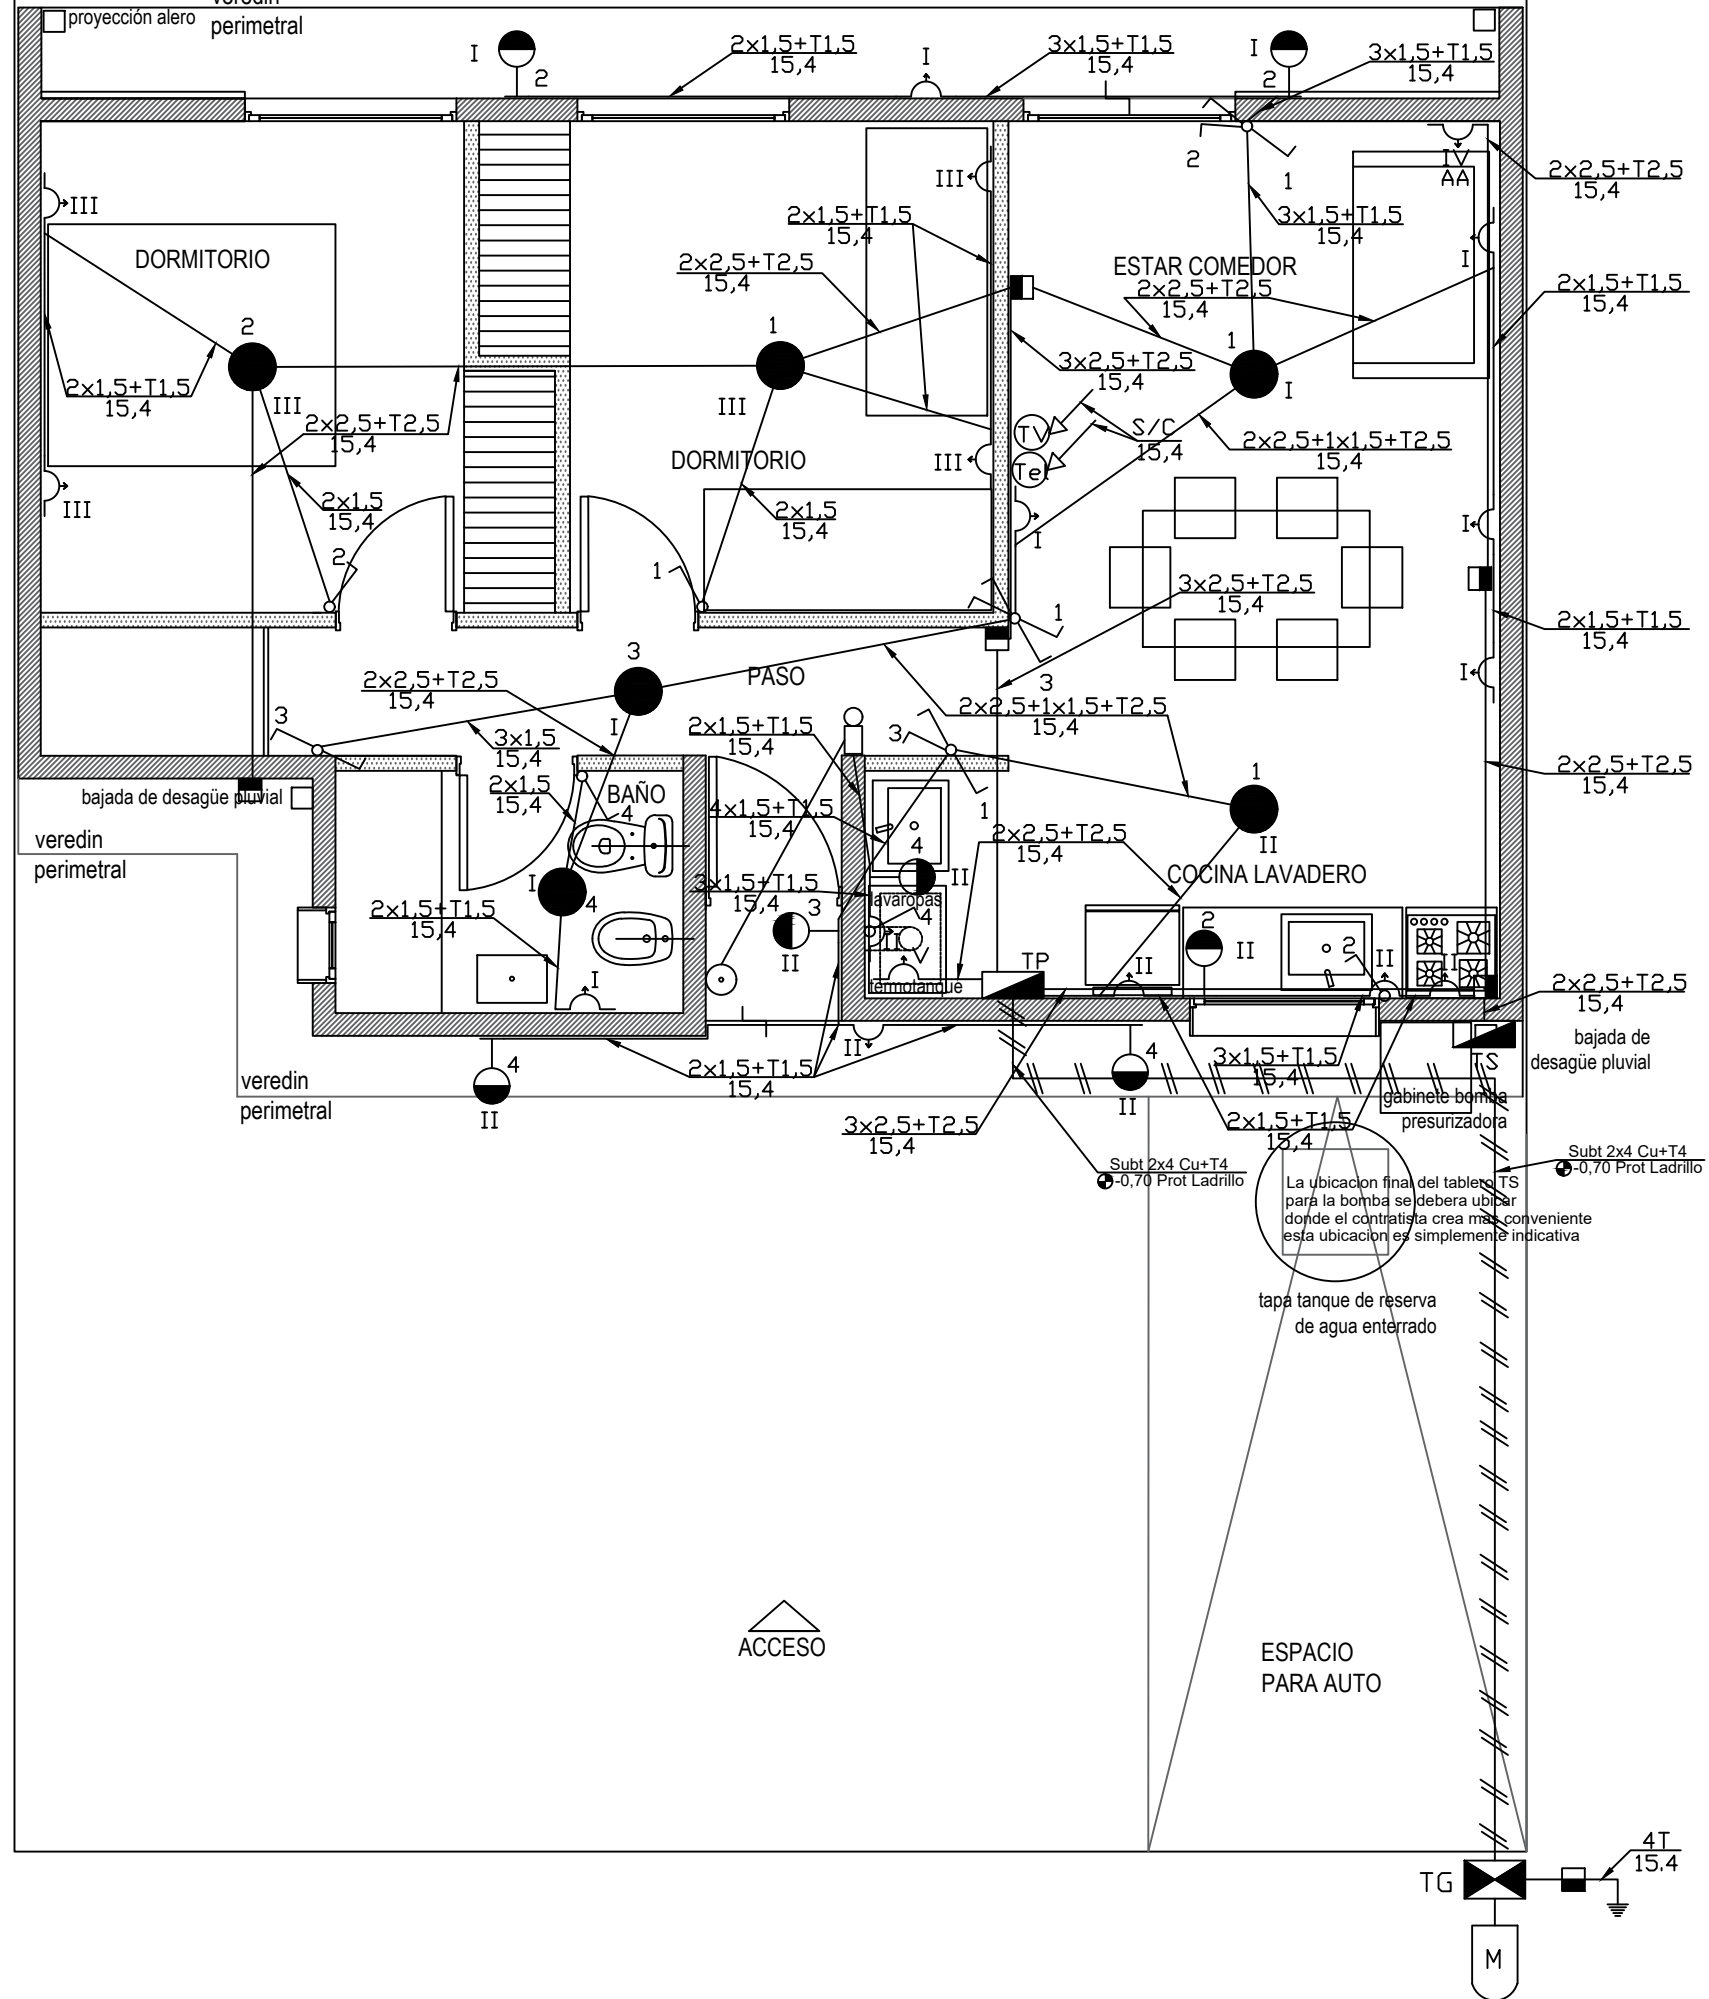 veredin
proyección alero
perimetral
I
2
2x1,5+T1,5
15,4
I
3x1,5+T1,5
15,4
I
2
3x1,5+T1,5
15,4
III
III
2
1
IV
AA
2x2,5+T2,5
15,4
2x1,5+T1,5
15,4
3x1,5+T1,5
15,4
DORMITORIO
2x2,5+T2,5
15,4
ESTAR COMEDOR
I
2x2,5+T2,5
15,4
2x1,5+T1,5
15,4
2
1
1
2x1,5+T1,5
15,4
III
III
3x2,5+T2,5
15,4
I
2x2,5+T2,5
15,4
TV
S/C
15,4
2x2,5+1x1,5+T2,5
15,4
DORMITORIO
III
Tel
III
2x1,5
15,4
2x1,5
15,4
I
I
2
1
3x2,5+T2,5
15,4
1
2x1,5+T1,5
15,4
3
PASO
3
I
2x2,5+T2,5
15,4
I
2x2,5+1x1,5+T2,5
15,4
3
3x1,5
15,4
2x1,5+T1,5
15,4
3
1
2x2,5+T2,5
15,4
bajada de desagüe pluvial
2x1,5
15,4
BAÑO
4
4x1,5+T1,5
15,4
1
II
veredin
perimetral
2x2,5+T2,5
15,4
4
II
COCINA LAVADERO
I
4
3x1,5+T1,5
15,4
lavaropas
2x1,5+T1,5
15,4
3
II
4
II
2
II
2
TP
II
II
II
termotanque
I
2x2,5+T2,5
15,4
bajada de
desagüe pluvial
TS
II
4
II
4
II
2x1,5+T1,5
15,4
3x1,5+T1,5
15,4
veredin
perimetral
gabinete bomba
presurizadora
3x2,5+T2,5
15,4
2x1,5+T1,5
15,4
Subt 2x4 Cu+T4
-0,70 Prot Ladrillo
Subt 2x4 Cu+T4
-0,70 Prot Ladrillo
La ubicacion final del tablero TS
para la bomba se debera ubicar
donde el contratista crea mas conveniente
esta ubicacion es simplemente indicativa
tapa tanque de reserva
de agua enterrado
ACCESO
ESPACIO
PARA AUTO
4T
15.4
TG
M